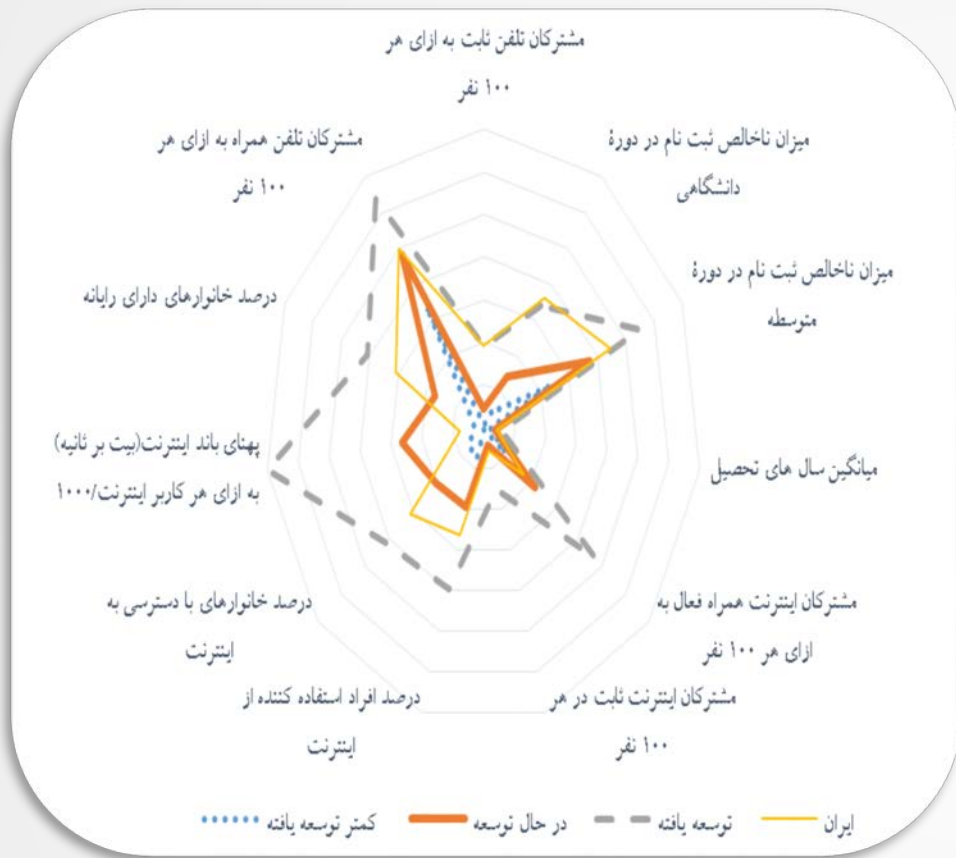 مشترکان تلفن ثابت به ازای هر
۱۰۰ نفر
میزان ناخالص ثبت نام در دورهٔ
دانشگاهی
میزان ناخالص ثبت نام در دورهٔ
متوسطه
میانگین سال های تحصیل
مشترکان اینترنت همراه فعال به
ازای هر ۱۰۰ نفر
مشترکان اینترنت ثابت در هر
۱۰۰ نفر
درصد افراد استفاده کننده از
اینترنت
درصد خانوارهای با دسترسی به
اینترنت
پهنای باند اینترنت(بیت بر ثانیه)
به ازای هر کاربر اینترنت/۱۰۰۰
درصد خانوارهای دارای رایانه
مشترکان تلفن همراه به ازای هر
۱۰۰ نفر
ایران
توسعه یافته
در حال توسعه
کمتر توسعه یافته